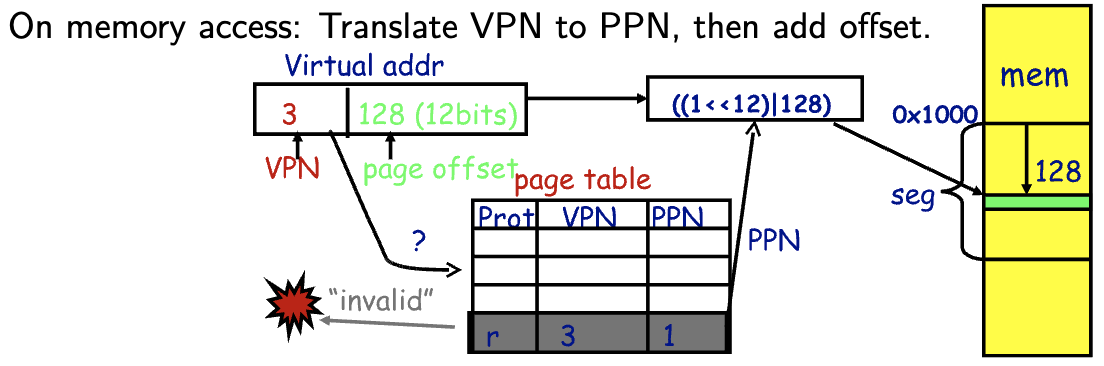 On memory access: Translate VPN to PPN, then add offset.
Virtual addr
3 128 (12bits)
((1<<12)|128)
mem
0x1000
VPN
page offset
page table
128
seg
Prot VPN PPN
?
PPN
"invalid"
r 3 1